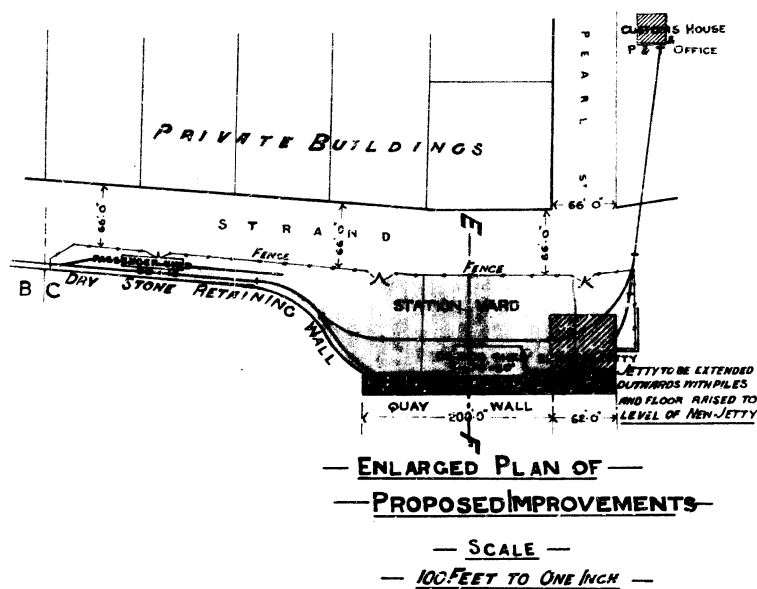 CUSTOMS HOUSE
&
P & T OFFICE
PEARL ST
PRIVATE BUILDINGS
66'.0"
STRAND
66'.0"
66'.0"
66'.0"
FENCE
FENCE
E
B C
DRY STONE RETAINING WALL
STATION YARD
JETTY TO BE EXTENDED
OUTWARDS WITH PILES
AND FLOOR RAISED TO
LEVEL OF NEW JETTY
QUAY WALL
200'.0"
62'.0"
F
— ENLARGED PLAN OF —
— PROPOSED IMPROVEMENTS —
— SCALE —
— 100 FEET TO ONE INCH —